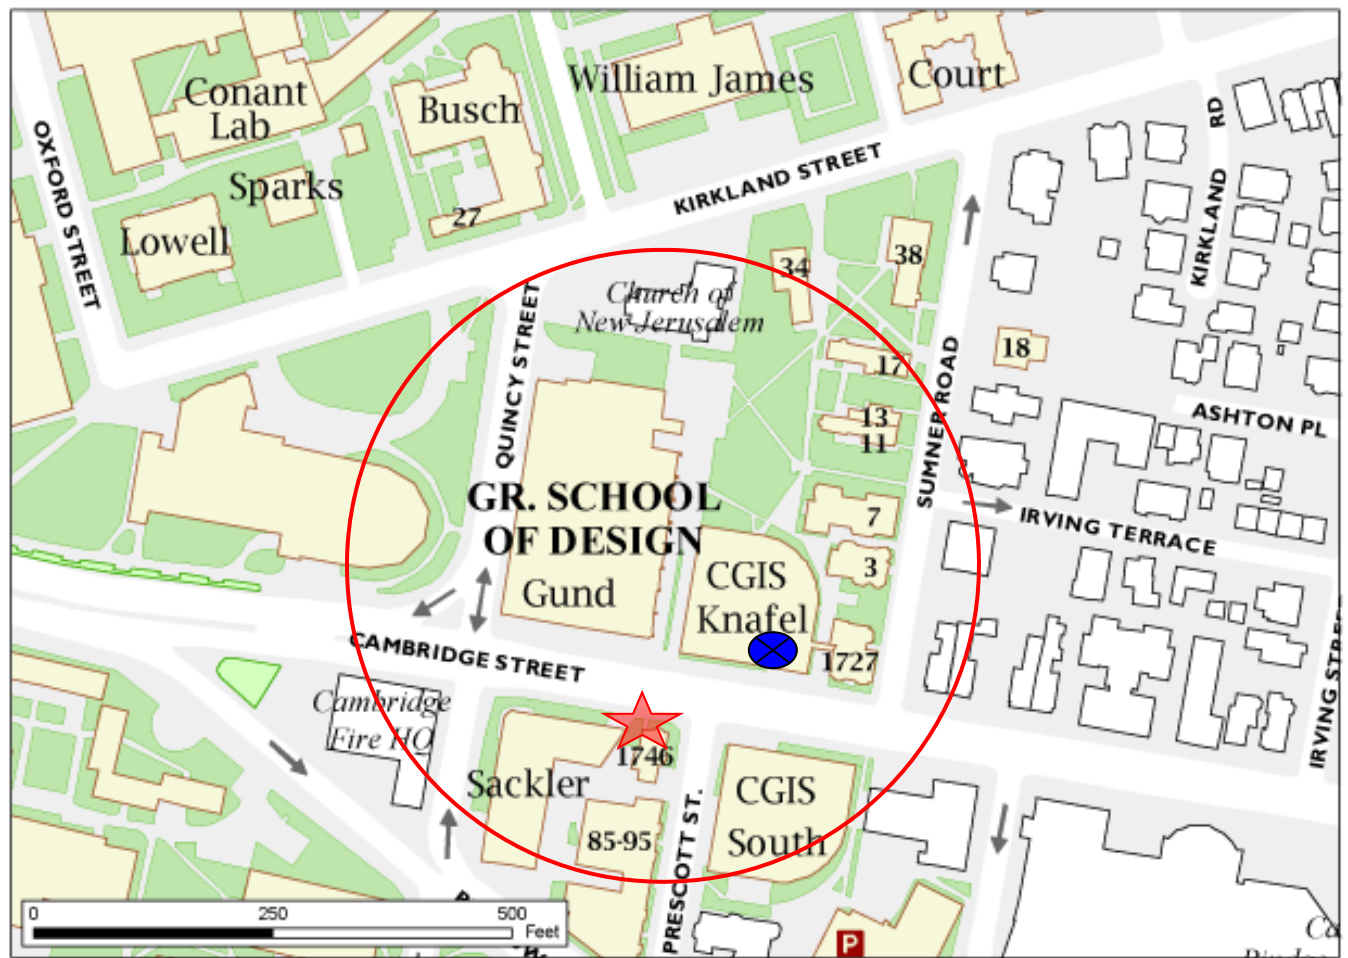 Conant
Lab
Busch
William James
Court
OXFORD STREET
Sparks
Lowell
27
KIRKLAND STREET
KIRKLAND RD
34
38
Church of
New Jerusalem
QUINCY STREET
17
18
SUMNER ROAD
13
11
ASHTON PL
GR. SCHOOL
OF DESIGN
Gund
7
IRVING TERRACE
3
CGIS
Knafel
1727
CAMBRIDGE STREET
IRVING STRE
Cambridge
Fire HQ
1746
Sackler
CGIS
South
85-95
PRESCOTT ST.
P
0 250 500
Feet